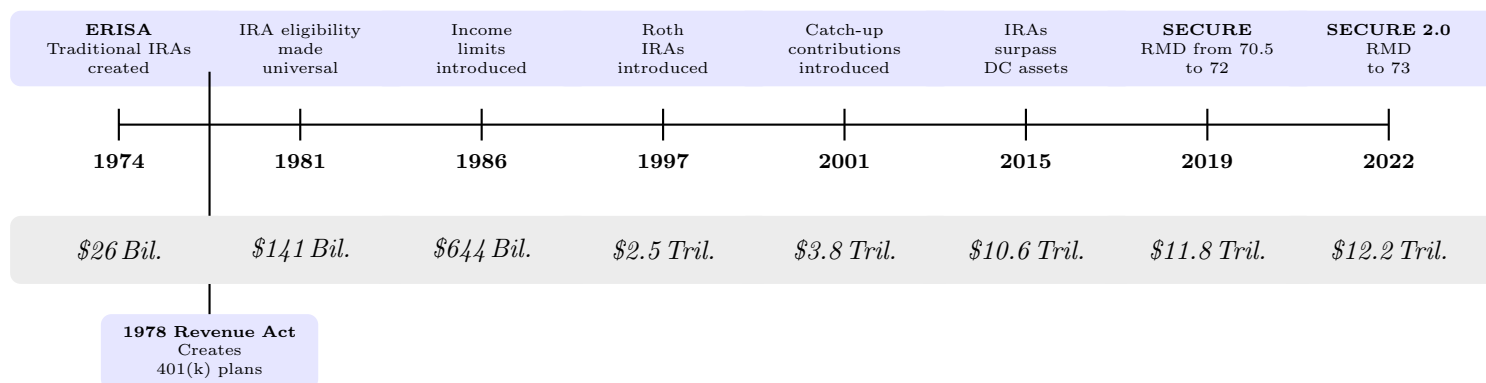 ERISA
Traditional IRAs
created
IRA eligibility
made
universal
Income
limits
introduced
Roth
IRAs
introduced
Catch-up
contributions
introduced
IRAs
surpass
DC assets
SECURE
RMD from 70.5
to 72
SECURE 2.0
RMD
to 73
1974
1981
1986
1997
2001
2015
2019
2022
$26 Bil.
$141 Bil.
$644 Bil.
$2.5 Tril.
$3.8 Tril.
$10.6 Tril.
$11.8 Tril.
$12.2 Tril.
1978 Revenue Act
Creates
401(k) plans